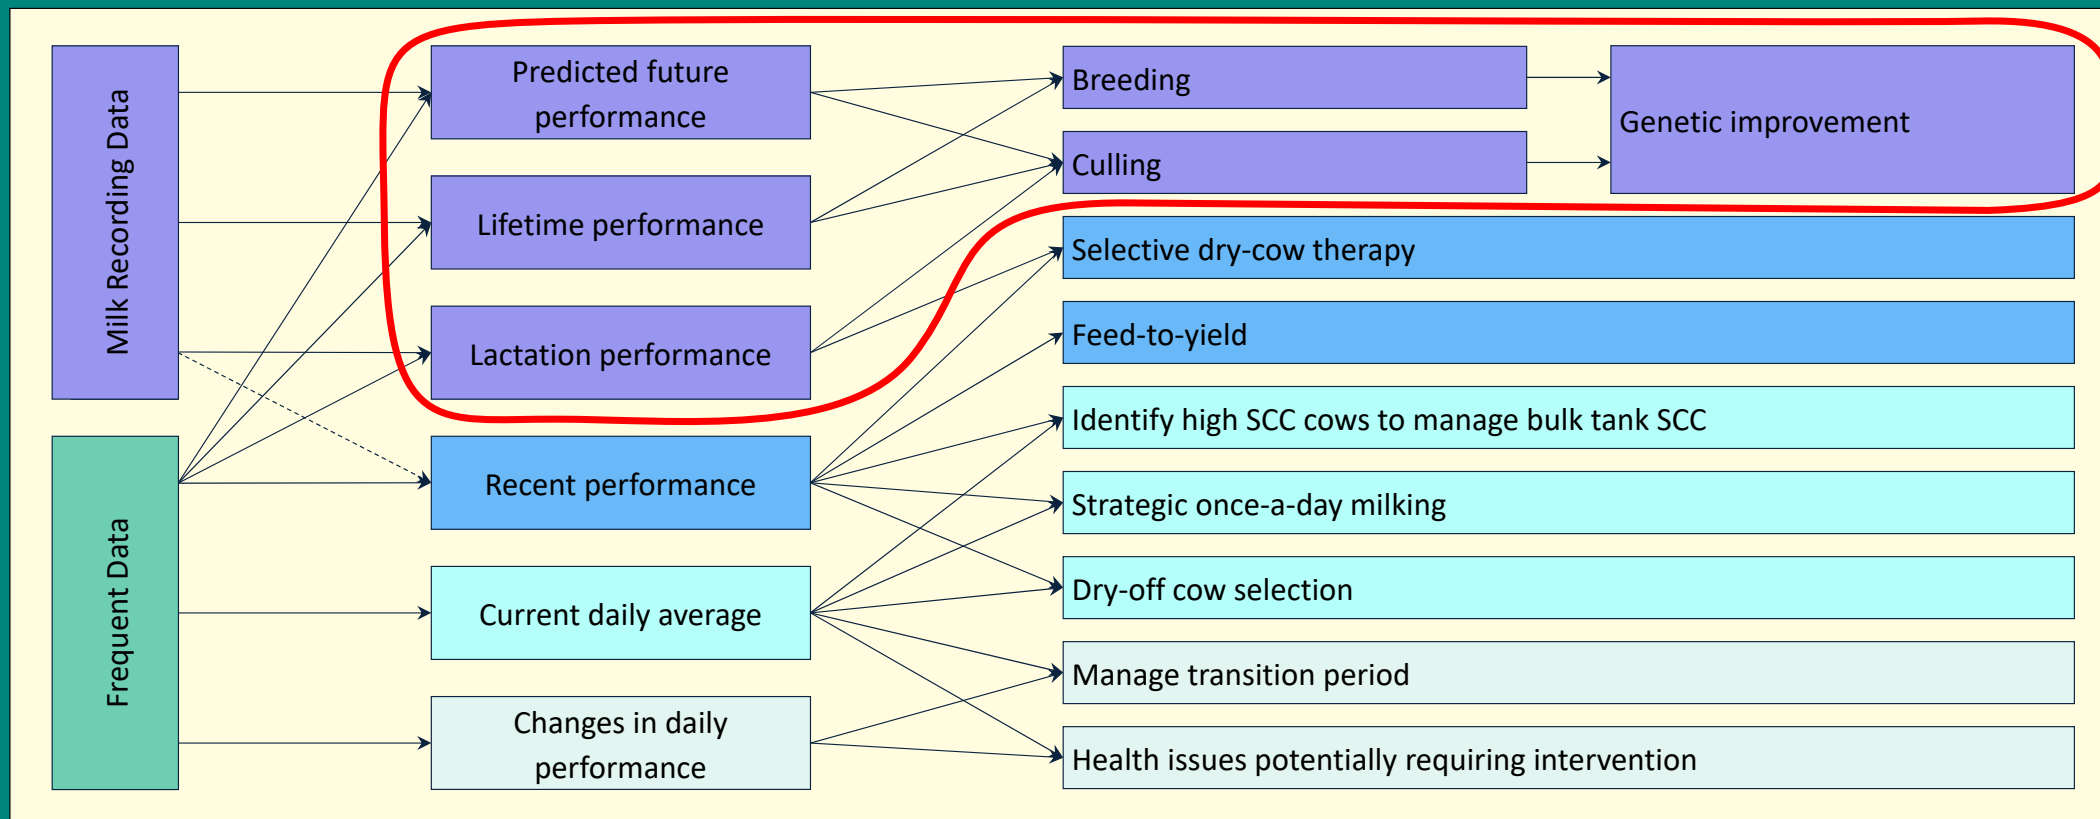 Milk Recording Data
Frequent Data
Predicted future
performance
Lifetime performance
Lactation performance
Recent performance
Current daily average
Changes in daily
performance
Breeding
Culling
Genetic improvement
Selective dry-cow therapy
Feed-to-yield
Identify high SCC cows to manage bulk tank SCC
Strategic once-a-day milking
Dry-off cow selection
Manage transition period
Health issues potentially requiring intervention